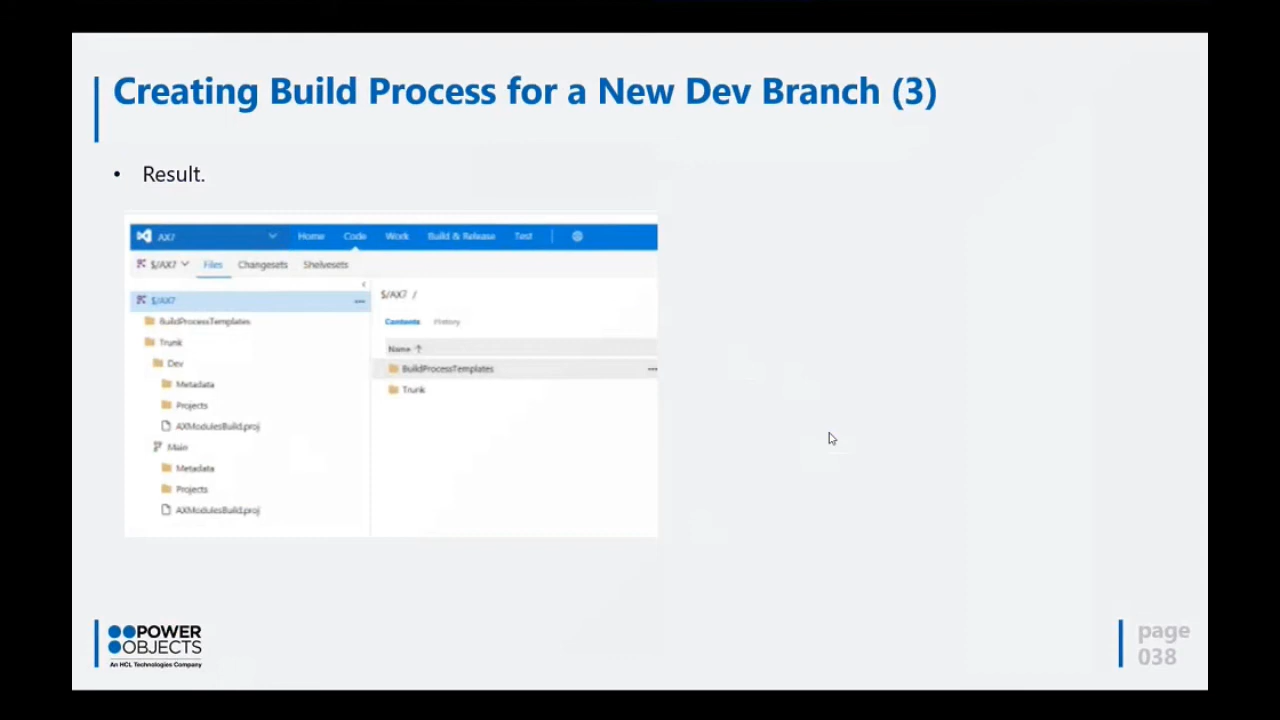 Creating Build Process for a New Dev Branch (3)
• Result.
AX7
Home Code Work Build & Release Test
$/AX7 Files Changesets Shelvesets
$/AX7
BuildProcessTemplates
Trunk
Dev
Metadata
Projects
AXModulesBuild.proj
Main
Metadata
Projects
AXModulesBuild.proj
$/AX7 /
Contents History
Name ↑
BuildProcessTemplates
Trunk
POWER
OBJECTS
An HCL Technologies Company
page
038